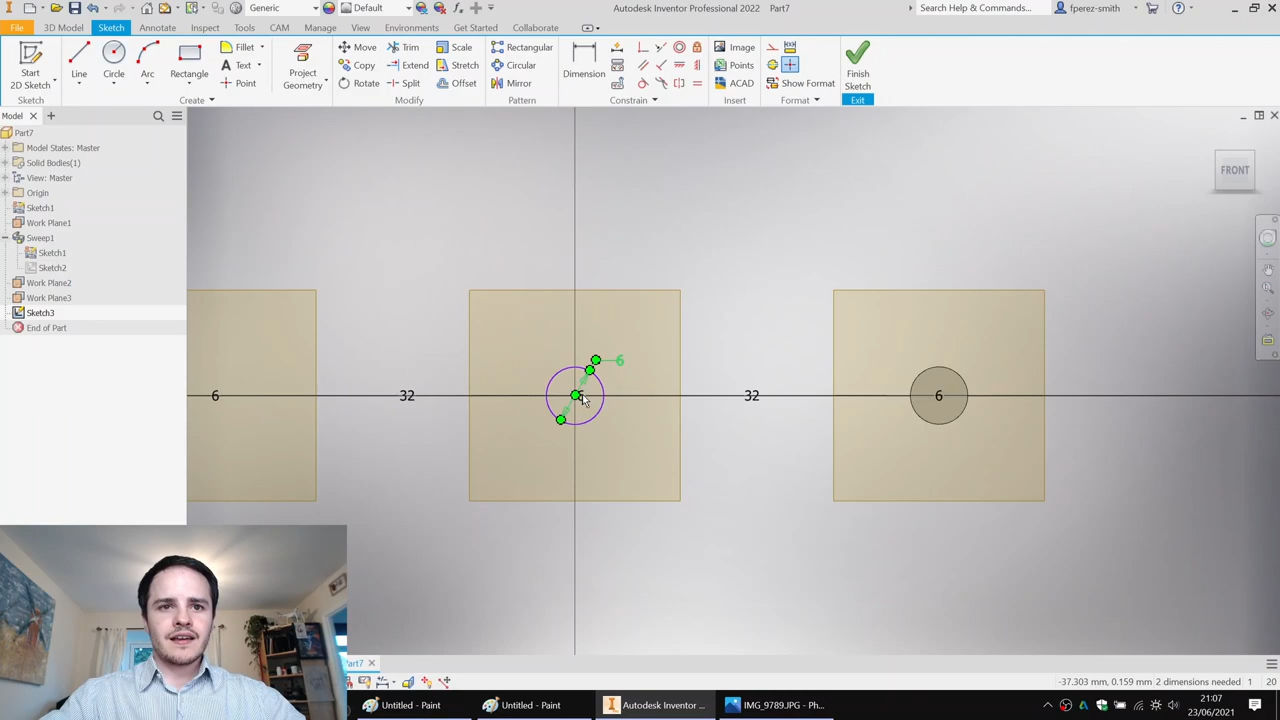 Generic
Default
Autodesk Inventor Professional 2022 Part7
Search Help & Commands...
fperez-smith
File
3D Model
Sketch
Annotate
Inspect
Tools
CAM
Manage
View
Environments
Get Started
Collaborate
Start
2D Sketch
Line
Circle
Arc
Rectangle
Fillet
Text
Point
Project
Geometry
Move
Copy
Rotate
Trim
Extend
Split
Scale
Stretch
Offset
Rectangular
Circular
Mirror
Dimension
Image
Points
ACAD
Show Format
Finish
Sketch
Sketch
Create
Modify
Pattern
Constrain
Insert
Format
Exit
Model
Part7
Model States: Master
Solid Bodies(1)
View: Master
Origin
Sketch1
Work Plane1
Sweep1
Sketch1
Sketch2
Work Plane2
Work Plane3
Sketch3
End of Part
FRONT
6
6
32
32
6
Part7
-37.303 mm, 0.159 mm 2 dimensions needed 1 20
Untitled - Paint
Untitled - Paint
Autodesk Inventor ...
IMG_9789.JPG - Ph...
21:07
23/06/2021